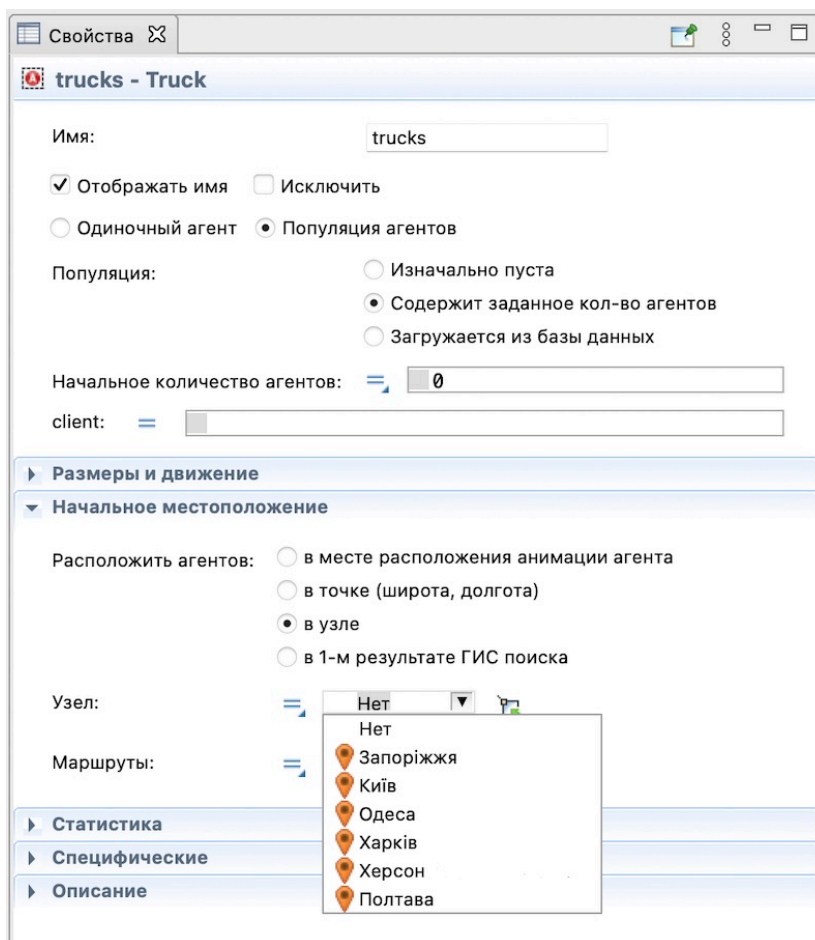 Свойства
trucks - Truck
Имя: trucks
Отображать имя Исключить
Одиночный агент Популяция агентов
Популяция: Изначально пуста
Содержит заданное кол-во агентов
Загружается из базы данных
Начальное количество агентов: 0
client:
Размеры и движение
Начальное местоположение
Расположить агентов: в месте расположения анимации агента
в точке (широта, долгота)
в узле
в 1-м результате ГИС поиска
Узел: Нет
Нет
Запоріжжя
Маршруты:
Київ
Одеса
Статистика
Харків
Специфические
Херсон
Описание
Полтава